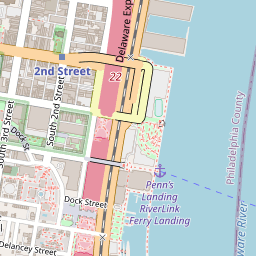 Delaware Exp
2nd Street
22
South 3rd Street
South 2nd Street
Dock St
Philadelphia County
Penn's
Landing
RiverLink
Ferry Landing
Dock Street
Delancey Street
ware River